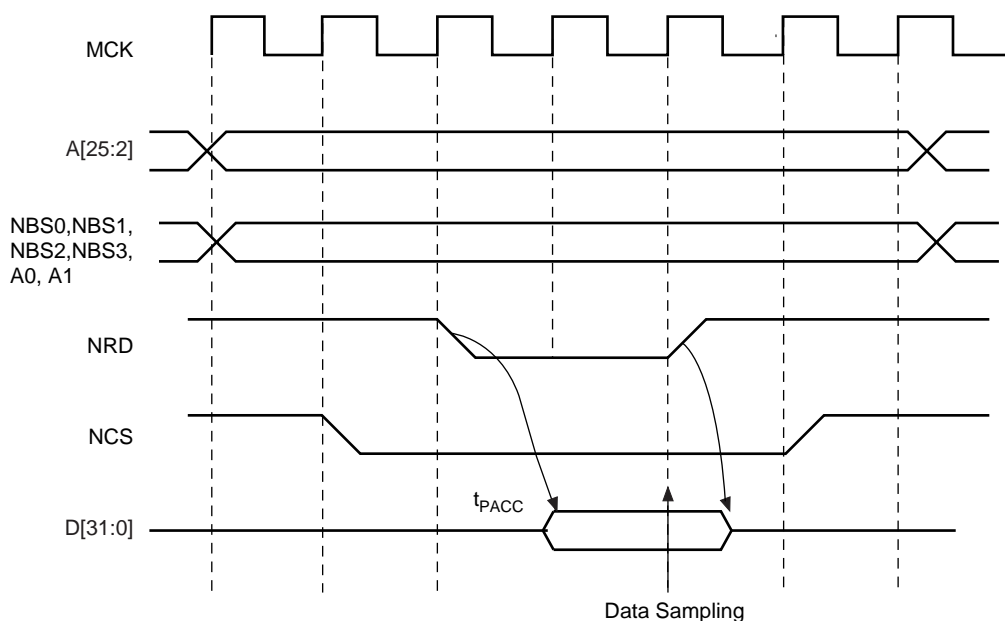 MCK
A[25:2]
NBS0,NBS1,
NBS2,NBS3,
A0, A1
NRD
NCS
tPACC
D[31:0]
Data Sampling